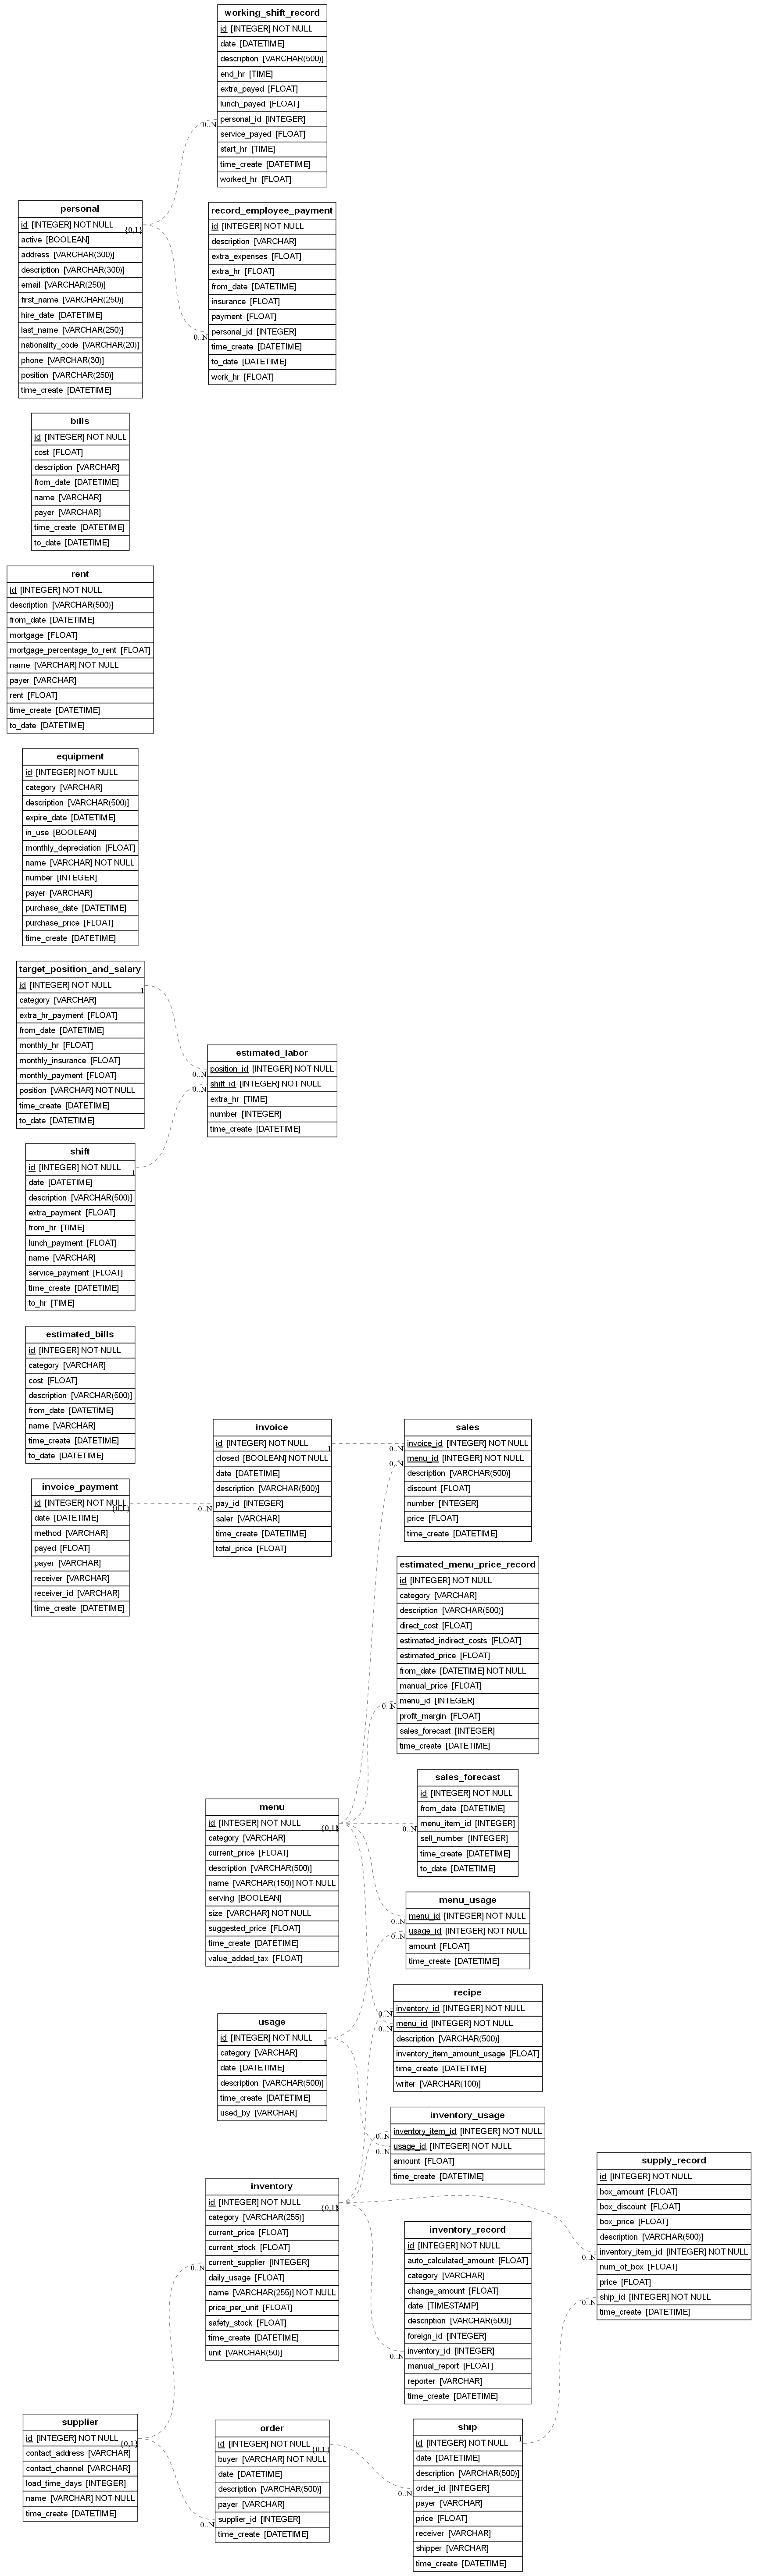 working_shift_record
id [INTEGER] NOT NULL
date [DATETIME]
description [VARCHAR(500)]
end_hr [TIME]
extra_payed [FLOAT]
lunch_payed [FLOAT]
personal_id [INTEGER]
0..N
service_payed [FLOAT]
start_hr [TIME]
time_create [DATETIME]
worked_hr [FLOAT]
personal
id [INTEGER] NOT NULL
{0,1}
active [BOOLEAN]
address [VARCHAR(300)]
description [VARCHAR(300)]
email [VARCHAR(250)]
first_name [VARCHAR(250)]
hire_date [DATETIME]
last_name [VARCHAR(250)]
nationality_code [VARCHAR(20)]
phone [VARCHAR(30)]
position [VARCHAR(250)]
time_create [DATETIME]
record_employee_payment
id [INTEGER] NOT NULL
description [VARCHAR]
extra_expenses [FLOAT]
extra_hr [FLOAT]
from_date [DATETIME]
insurance [FLOAT]
payment [FLOAT]
personal_id [INTEGER]
0..N
time_create [DATETIME]
to_date [DATETIME]
work_hr [FLOAT]
bills
id [INTEGER] NOT NULL
cost [FLOAT]
description [VARCHAR]
from_date [DATETIME]
name [VARCHAR]
payer [VARCHAR]
time_create [DATETIME]
to_date [DATETIME]
rent
id [INTEGER] NOT NULL
description [VARCHAR(500)]
from_date [DATETIME]
mortgage [FLOAT]
mortgage_percentage_to_rent [FLOAT]
name [VARCHAR] NOT NULL
payer [VARCHAR]
rent [FLOAT]
time_create [DATETIME]
to_date [DATETIME]
equipment
id [INTEGER] NOT NULL
category [VARCHAR]
description [VARCHAR(500)]
expire_date [DATETIME]
in_use [BOOLEAN]
monthly_depreciation [FLOAT]
name [VARCHAR] NOT NULL
number [INTEGER]
payer [VARCHAR]
purchase_date [DATETIME]
purchase_price [FLOAT]
time_create [DATETIME]
target_position_and_salary
id [INTEGER] NOT NULL
1
category [VARCHAR]
extra_hr_payment [FLOAT]
from_date [DATETIME]
monthly_hr [FLOAT]
monthly_insurance [FLOAT]
monthly_payment [FLOAT]
position [VARCHAR] NOT NULL
time_create [DATETIME]
to_date [DATETIME]
estimated_labor
position_id [INTEGER] NOT NULL
0..N
shift_id [INTEGER] NOT NULL
0..N
extra_hr [TIME]
number [INTEGER]
time_create [DATETIME]
shift
id [INTEGER] NOT NULL
1
date [DATETIME]
description [VARCHAR(500)]
extra_payment [FLOAT]
from_hr [TIME]
lunch_payment [FLOAT]
name [VARCHAR]
service_payment [FLOAT]
time_create [DATETIME]
to_hr [TIME]
estimated_bills
id [INTEGER] NOT NULL
category [VARCHAR]
cost [FLOAT]
description [VARCHAR(500)]
from_date [DATETIME]
name [VARCHAR]
time_create [DATETIME]
to_date [DATETIME]
invoice_payment
id [INTEGER] NOT NULL
{0,1}
date [DATETIME]
method [VARCHAR]
payed [FLOAT]
payer [VARCHAR]
receiver [VARCHAR]
receiver_id [VARCHAR]
time_create [DATETIME]
invoice
id [INTEGER] NOT NULL
1
closed [BOOLEAN] NOT NULL
date [DATETIME]
description [VARCHAR(500)]
pay_id [INTEGER]
0..N
saler [VARCHAR]
time_create [DATETIME]
total_price [FLOAT]
sales
invoice_id [INTEGER] NOT NULL
0..N
menu_id [INTEGER] NOT NULL
0..N
description [VARCHAR(500)]
discount [FLOAT]
number [INTEGER]
price [FLOAT]
time_create [DATETIME]
estimated_menu_price_record
id [INTEGER] NOT NULL
category [VARCHAR]
description [VARCHAR(500)]
direct_cost [FLOAT]
estimated_indirect_costs [FLOAT]
estimated_price [FLOAT]
from_date [DATETIME] NOT NULL
manual_price [FLOAT]
menu_id [INTEGER]
0..N
profit_margin [FLOAT]
sales_forecast [INTEGER]
time_create [DATETIME]
menu
id [INTEGER] NOT NULL
{0,1}
category [VARCHAR]
current_price [FLOAT]
description [VARCHAR(500)]
name [VARCHAR(150)] NOT NULL
serving [BOOLEAN]
size [VARCHAR] NOT NULL
suggested_price [FLOAT]
time_create [DATETIME]
value_added_tax [FLOAT]
sales_forecast
id [INTEGER] NOT NULL
from_date [DATETIME]
menu_item_id [INTEGER]
0..N
sell_number [INTEGER]
time_create [DATETIME]
to_date [DATETIME]
menu_usage
menu_id [INTEGER] NOT NULL
0..N
usage_id [INTEGER] NOT NULL
0..N
amount [FLOAT]
time_create [DATETIME]
recipe
inventory_id [INTEGER] NOT NULL
0..N
menu_id [INTEGER] NOT NULL
0..N
description [VARCHAR(500)]
inventory_item_amount_usage [FLOAT]
time_create [DATETIME]
writer [VARCHAR(100)]
usage
id [INTEGER] NOT NULL
1
category [VARCHAR]
date [DATETIME]
description [VARCHAR(500)]
time_create [DATETIME]
used_by [VARCHAR]
inventory_usage
inventory_item_id [INTEGER] NOT NULL
0..N
usage_id [INTEGER] NOT NULL
0..N
amount [FLOAT]
time_create [DATETIME]
supply_record
id [INTEGER] NOT NULL
box_amount [FLOAT]
box_discount [FLOAT]
box_price [FLOAT]
description [VARCHAR(500)]
inventory_item_id [INTEGER] NOT NULL
0..N
num_of_box [FLOAT]
price [FLOAT]
ship_id [INTEGER] NOT NULL
0..N
time_create [DATETIME]
inventory
id [INTEGER] NOT NULL
{0,1}
category [VARCHAR(255)]
current_price [FLOAT]
current_stock [FLOAT]
current_supplier [INTEGER]
0..N
daily_usage [FLOAT]
name [VARCHAR(255)] NOT NULL
price_per_unit [FLOAT]
safety_stock [FLOAT]
time_create [DATETIME]
unit [VARCHAR(50)]
inventory_record
id [INTEGER] NOT NULL
auto_calculated_amount [FLOAT]
category [VARCHAR]
change_amount [FLOAT]
date [TIMESTAMP]
description [VARCHAR(500)]
foreign_id [INTEGER]
inventory_id [INTEGER]
0..N
manual_report [FLOAT]
reporter [VARCHAR]
time_create [DATETIME]
supplier
id [INTEGER] NOT NULL
{0,1}
contact_address [VARCHAR]
contact_channel [VARCHAR]
load_time_days [INTEGER]
name [VARCHAR] NOT NULL
time_create [DATETIME]
order
id [INTEGER] NOT NULL
{0,1}
buyer [VARCHAR] NOT NULL
date [DATETIME]
description [VARCHAR(500)]
payer [VARCHAR]
supplier_id [INTEGER]
0..N
time_create [DATETIME]
ship
id [INTEGER] NOT NULL
1
date [DATETIME]
description [VARCHAR(500)]
order_id [INTEGER]
0..N
payer [VARCHAR]
price [FLOAT]
receiver [VARCHAR]
shipper [VARCHAR]
time_create [DATETIME]